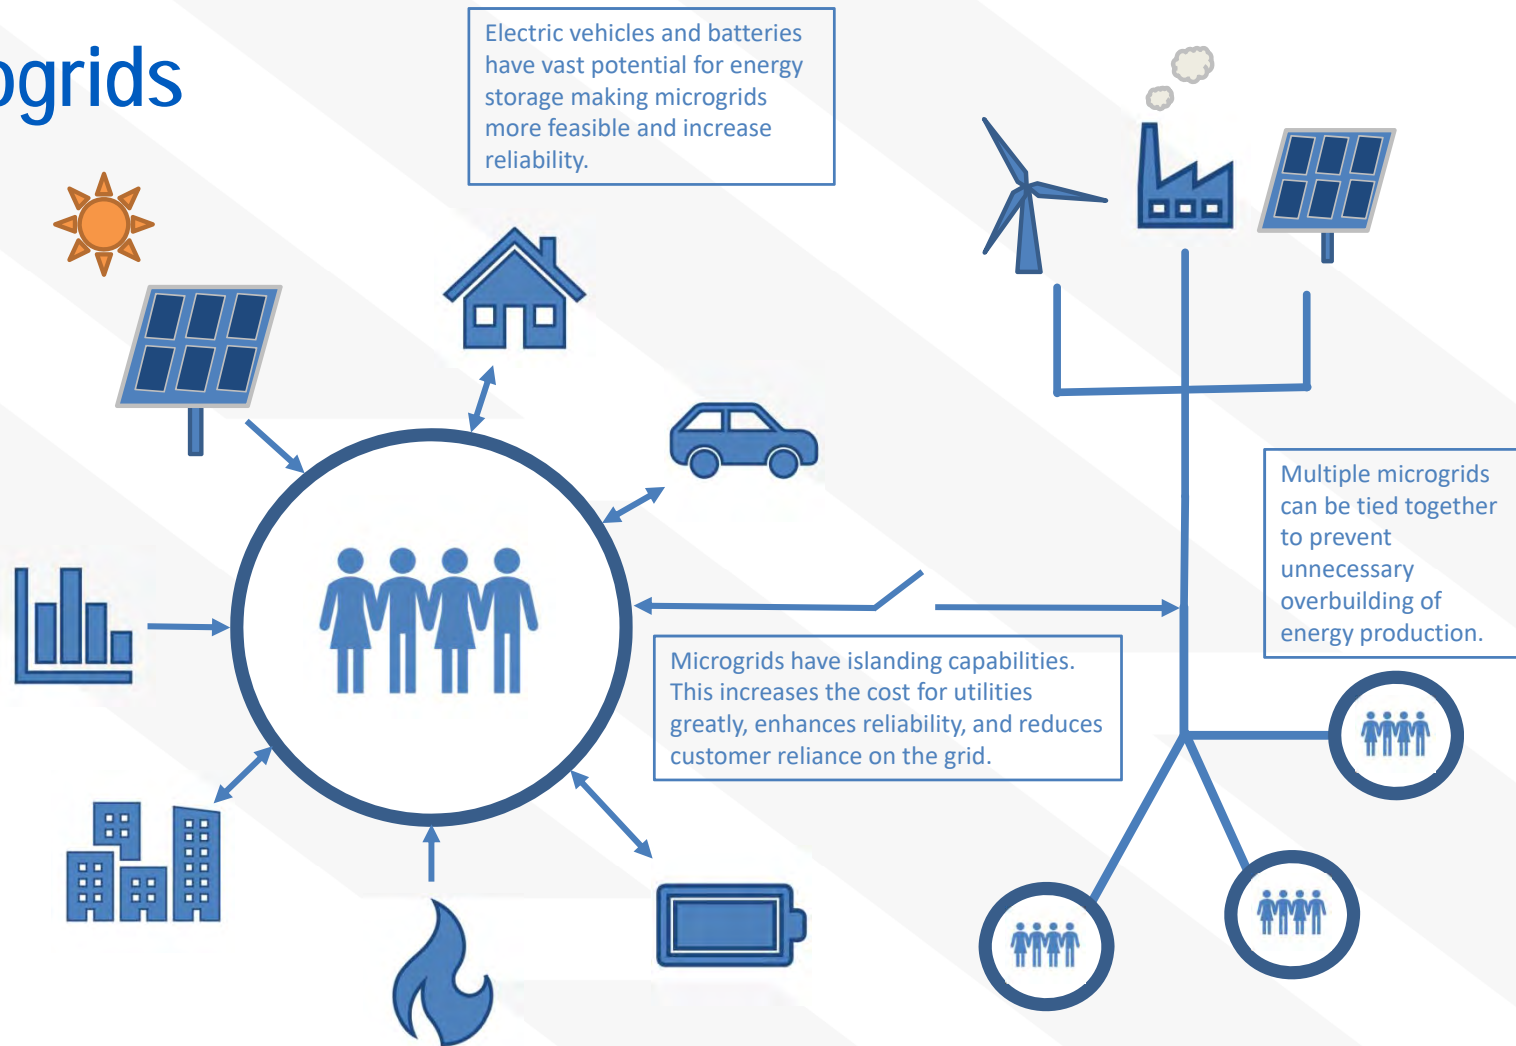 ogrids
Electric vehicles and batteries
have vast potential for energy
storage making microgrids
more feasible and increase
reliability.
Multiple microgrids
can be tied together
to prevent
unnecessary
overbuilding of
energy production.
Microgrids have islanding capabilities.
This increases the cost for utilities
greatly, enhances reliability, and reduces
customer reliance on the grid.